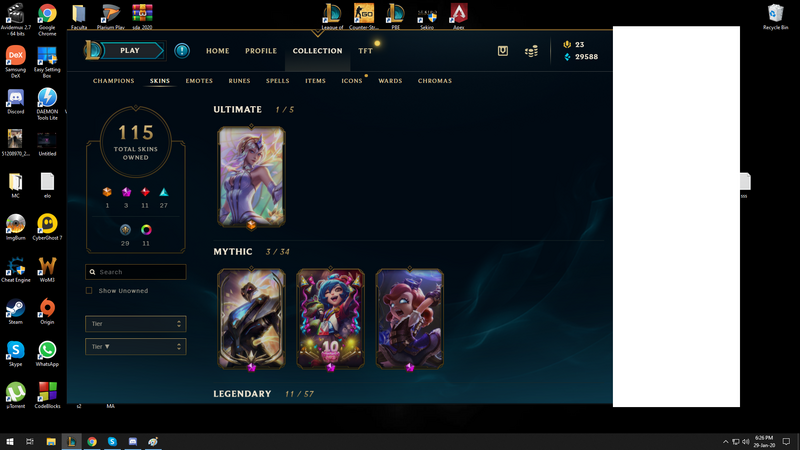 Avidemux 2.7
- 64 bits
Google
Chrome
Faculta
Plarium Play
sda_2020
League of
Counter-Str...
PBE
Sekiro
Apex
Recycle Bin
Samsung
DeX
Easy Setting
Box
Discord
DAEMON
Tools Lite
51200970_2...
Untitled
MC
elo
ImgBurn
CyberGhost 7
Cheat Engine
WoM3
Steam
Origin
Skype
WhatsApp
µTorrent
CodeBlocks
s2
MA
PLAY
HOME
PROFILE
COLLECTION
TFT
23
29588
CHAMPIONS
SKINS
EMOTES
RUNES
SPELLS
ITEMS
ICONS
WARDS
CHROMAS
115
TOTAL SKINS
OWNED
1
3
11
27
29
11
Search
Show Unowned
Tier
Tier ▼
ULTIMATE 1 / 5
MYTHIC 3 / 34
10
LEGENDARY 11 / 57
6:26 PM
29-Jan-20